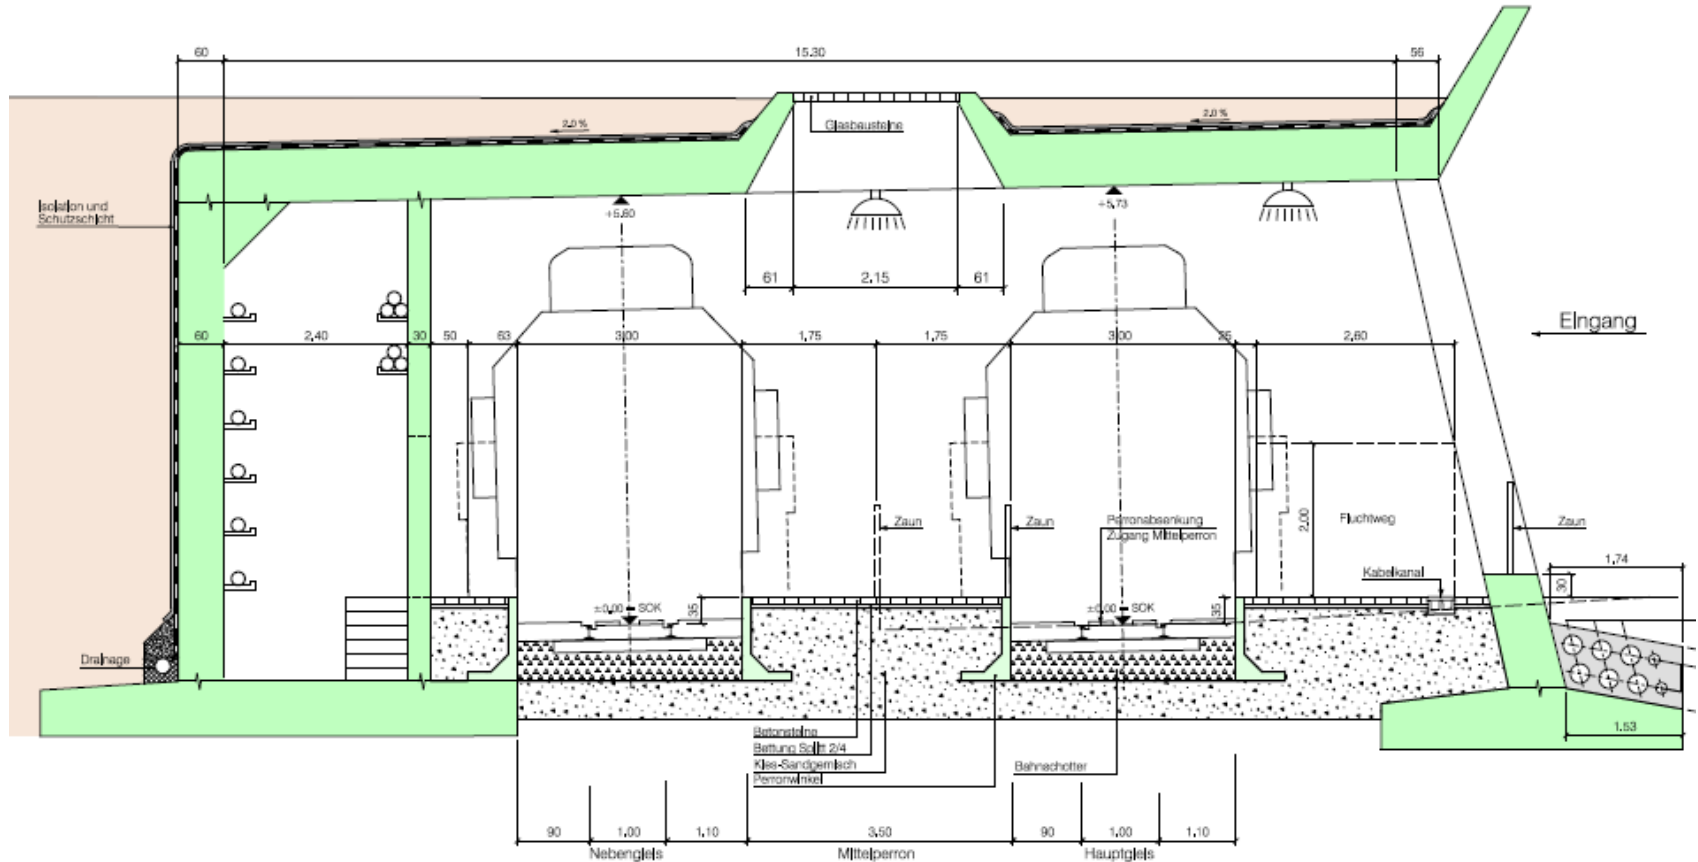 60
15.30
56
Glasbausteine
2.0 %
2.0 %
Isolation und
Schutzschicht
+5.60
+5.73
61
2.15
61
Eingang
60
2.40
30
50
63
3.00
1.75
1.75
3.00
25
2.60
Zaun
Zaun
Perronabsenkung
Zugang Mittelperron
2.00
Fluchtweg
Zaun
1.74
Kabelkanal
30
±0.00 = SOK
35
±0.00 = SOK
35
Drainage
1.53
Betonsteine
Bettung Splitt 2/4
Kies-Sandgemisch
Perronwinkel
Bahnschotter
90
1.00
1.10
3.50
90
1.00
1.10
Nebengleis
Mittelperron
Hauptgleis